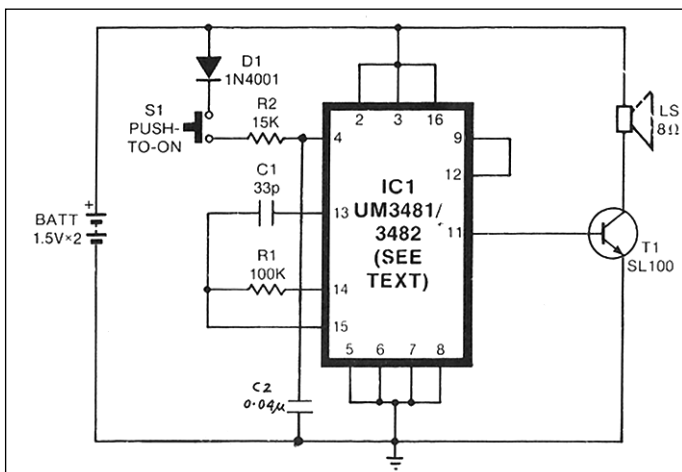 D1
1N4001
S1
PUSH-
TO-ON
R2
15K
C1
33p
R1
100K
C2
0.04µ
+
BATT
1.5V×2
2
3
16
4
9
12
13
11
14
15
5
6
7
8
IC1
UM3481/
3482
(SEE
TEXT)
LS
8Ω
T1
SL100